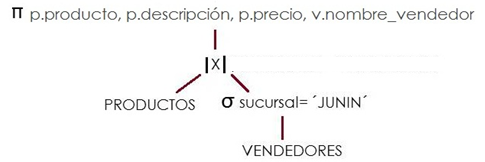 π p.producto, p.descripción, p.precio, v.nombre_vendedor
|X|
PRODUCTOS σ sucursal= ´JUNIN´
VENDEDORES